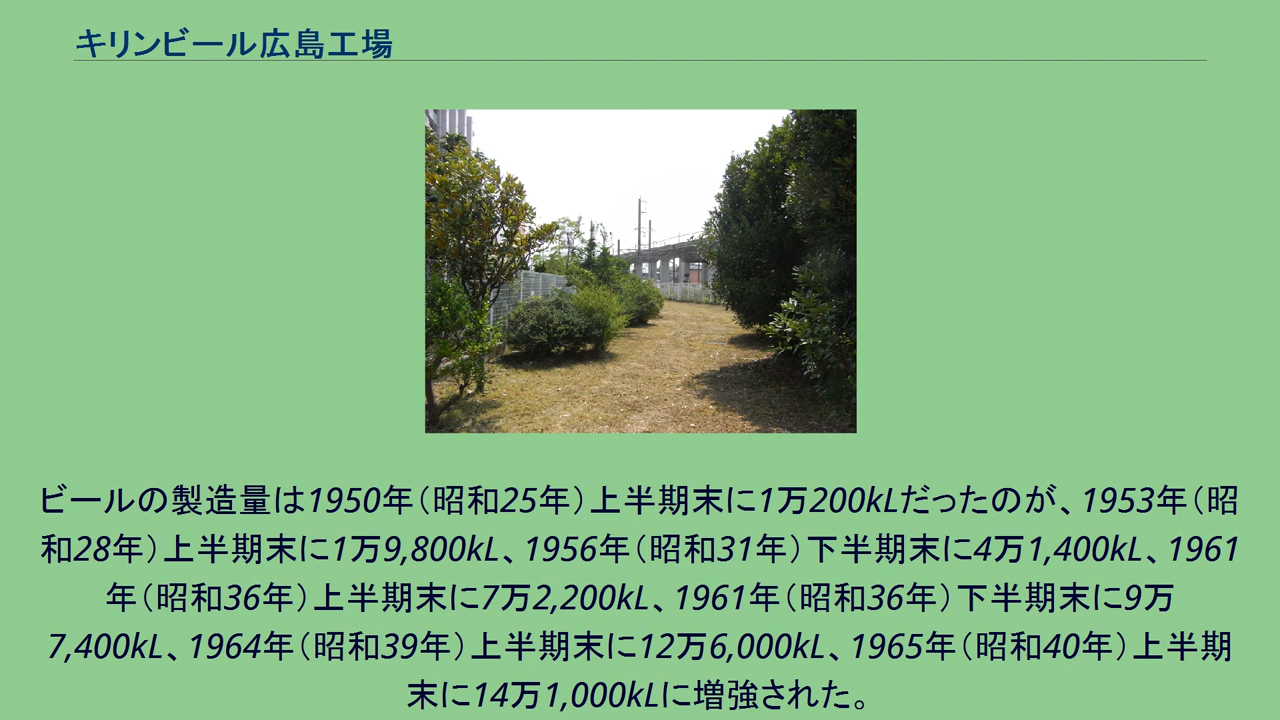 キリンビール広島工場
ビールの製造量は1950年（昭和25年）上半期末に1万200kLだったのが、1953年（昭
和28年）上半期末に1万9,800kL、1956年（昭和31年）下半期末に4万1,400kL、1961
年（昭和36年）上半期末に7万2,200kL、1961年（昭和36年）下半期末に9万
7,400kL、1964年（昭和39年）上半期末に12万6,000kL、1965年（昭和40年）上半期
末に14万1,000kLに増強された。